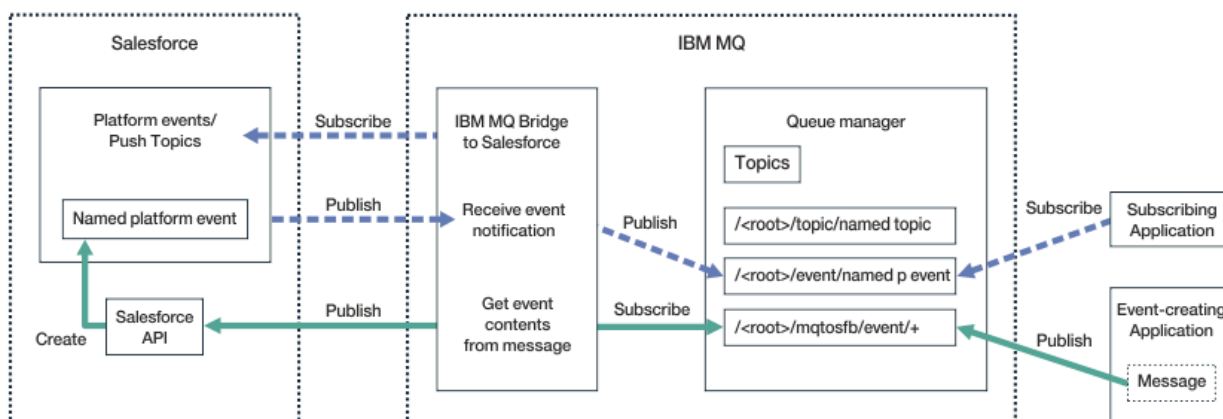 Salesforce
IBM MQ
Platform events/
Push Topics
Subscribe
IBM MQ Bridge
to Salesforce
Queue manager
Topics
Named platform event
Publish
Receive event
notification
Publish
/<root>/topic/named topic
Subscribe
Subscribing
Application
/<root>/event/named p event
Create
Salesforce
API
Publish
Get event
contents
from message
Subscribe
/<root>/mqtosfb/event/+
Publish
Event-creating
Application
Message